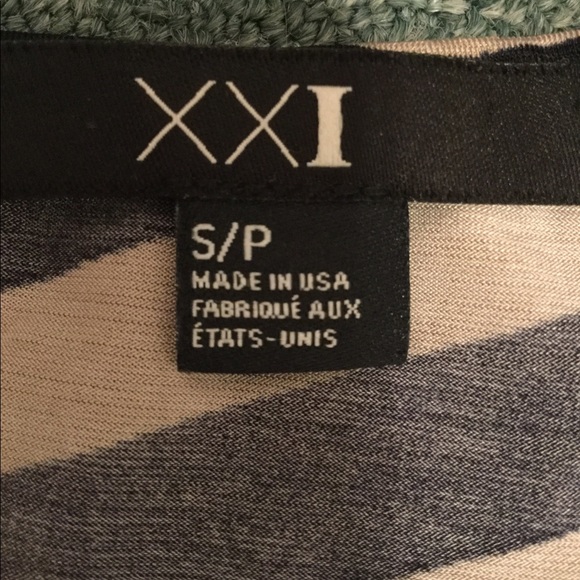 XXI
S/P
MADE IN USA
FABRIQUÉ AUX
ÉTATS-UNIS